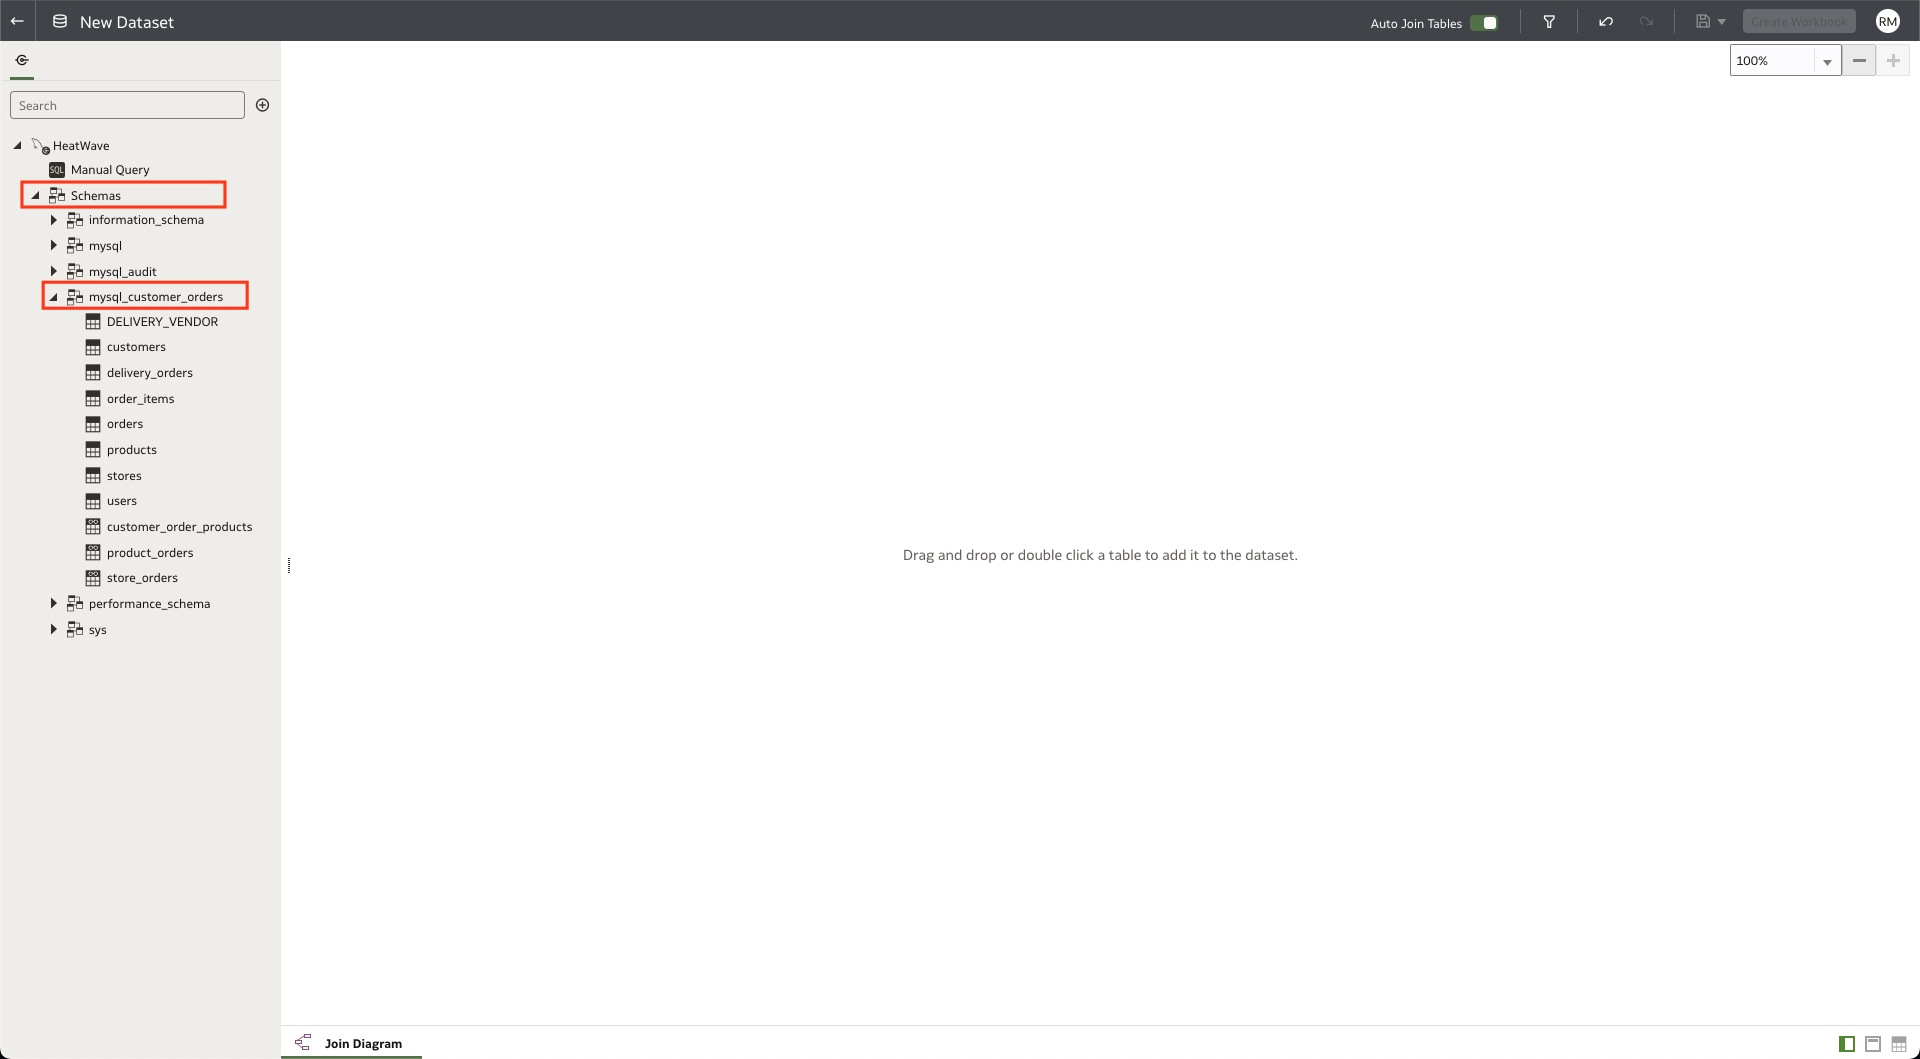 New Dataset
Auto Join Tables
Create Workbook
RM
100%
Search
HeatWave
SQL Manual Query
Schemas
information_schema
mysql
mysql_audit
mysql_customer_orders
DELIVERY_VENDOR
customers
delivery_orders
order_items
orders
products
stores
users
customer_order_products
product_orders
store_orders
performance_schema
sys
Drag and drop or double click a table to add it to the dataset.
Join Diagram